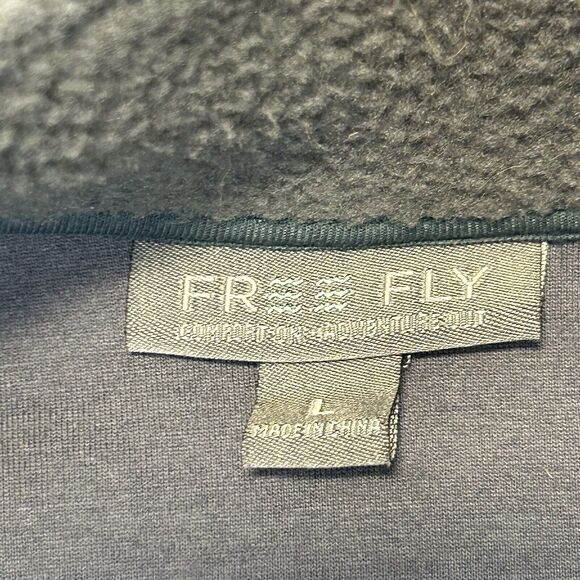 FREE FLY
COMFORT ON. ADVENTURE OUT
L
MADE IN CHINA